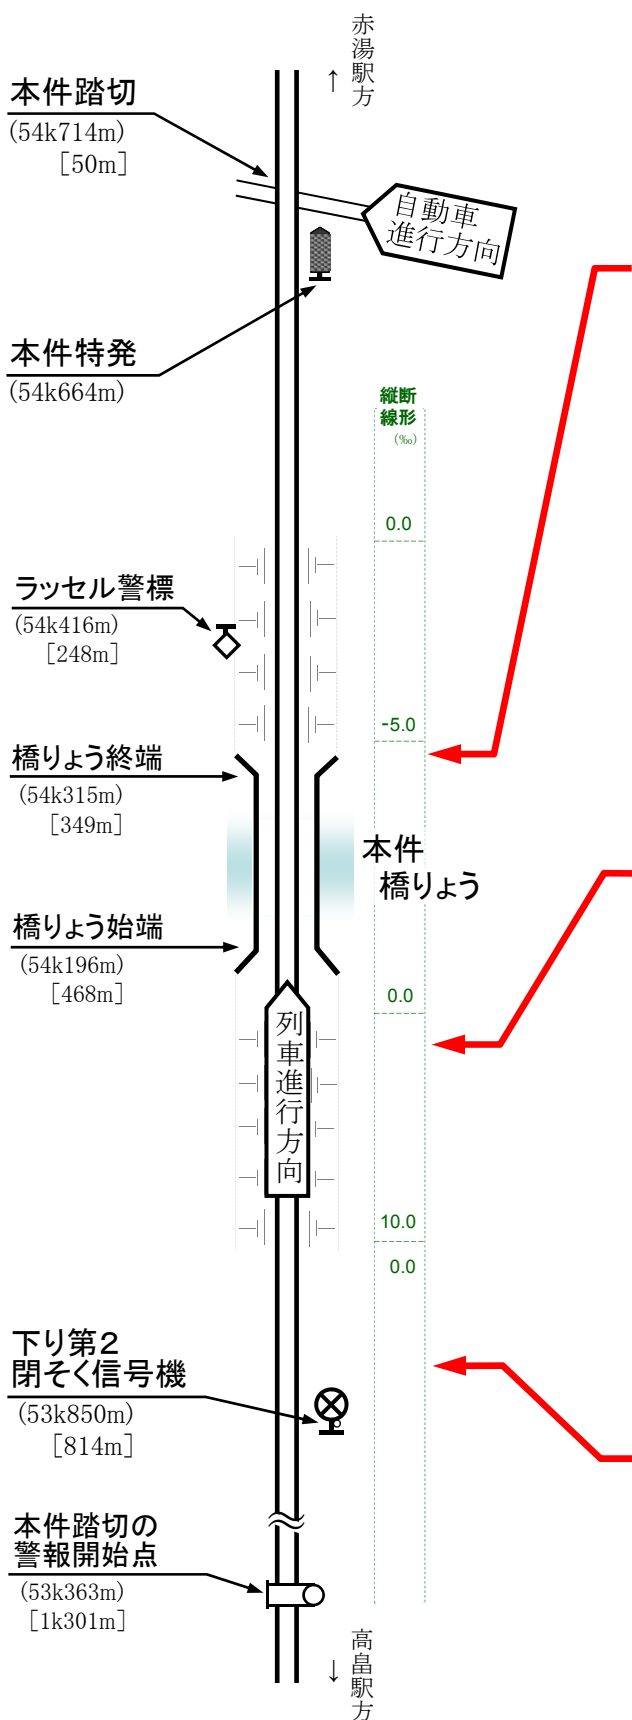 ↑ 赤湯駅方
本件踏切
(54k714m)
[50m]
自動車
進行方向
本件特発
(54k664m)
縦断
線形
(‰)
0.0
ラッセル警標
(54k416m)
[248m]
-5.0
橋りょう終端
(54k315m)
[349m]
本件
橋りょう
橋りょう始端
(54k196m)
[468m]
0.0
列車進行方向
10.0
0.0
下り第2
閉そく信号機
(53k850m)
[814m]
本件踏切の
警報開始点
(53k363m)
[1k301m]
↓ 高畠駅方